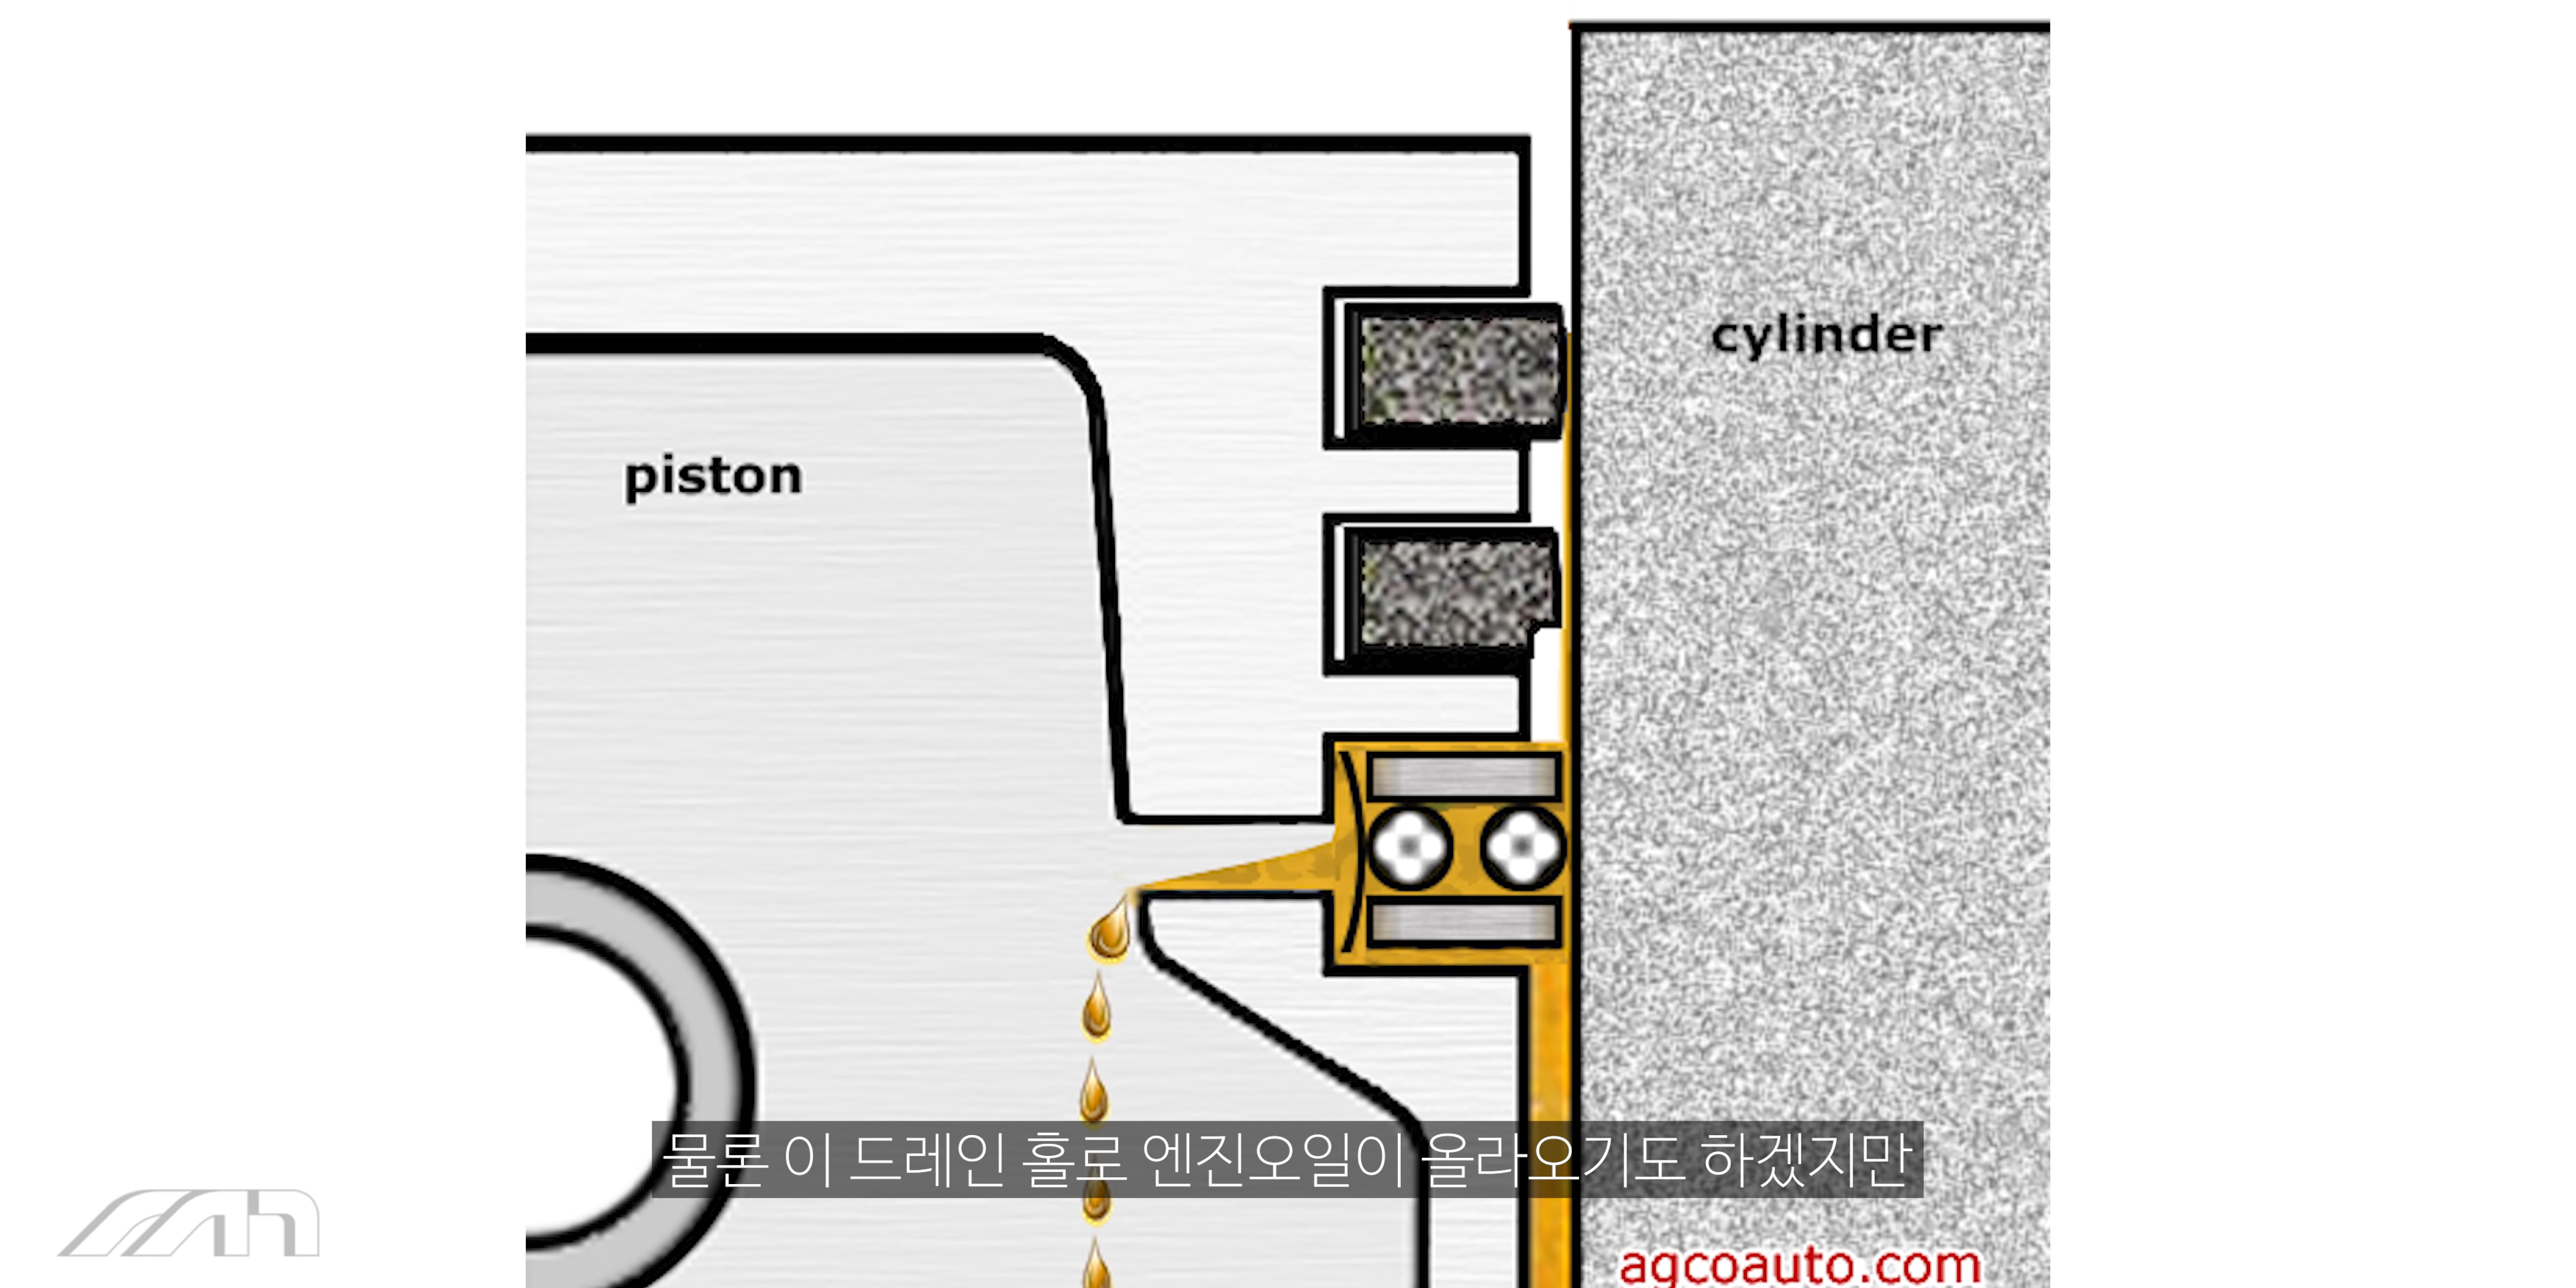 cylinder
piston
물론 이 드레인 홀로 엔진오일이 올라오기도 하겠지만
agcoauto.com